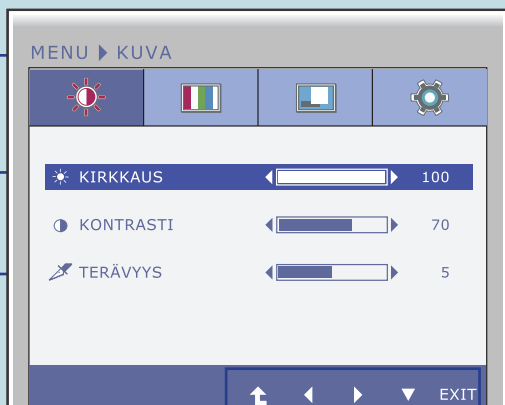 MENU ▶ KUVA
KIRKKAUS 100
KONTRASTI 70
TERÄVYYS 5
EXIT